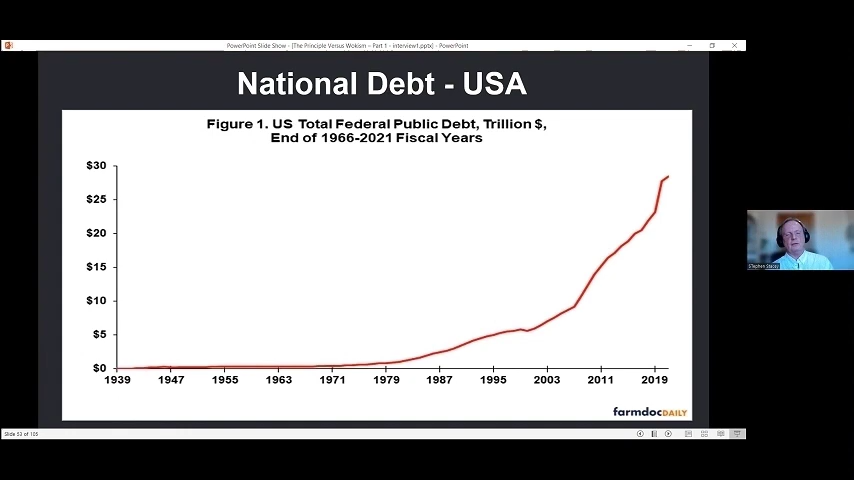 PowerPoint Slide Show - [The Principle Versus Wokism – Part 1 - interview1.pptx] - PowerPoint
National Debt - USA
Figure 1. US Total Federal Public Debt, Trillion $,
End of 1966-2021 Fiscal Years
$30
$25
$20
$15
$10
$5
$0
1939 1947 1955 1963 1971 1979 1987 1995 2003 2011 2019
farmdocDAILY
STephen Stacey
Slide 53 of 105